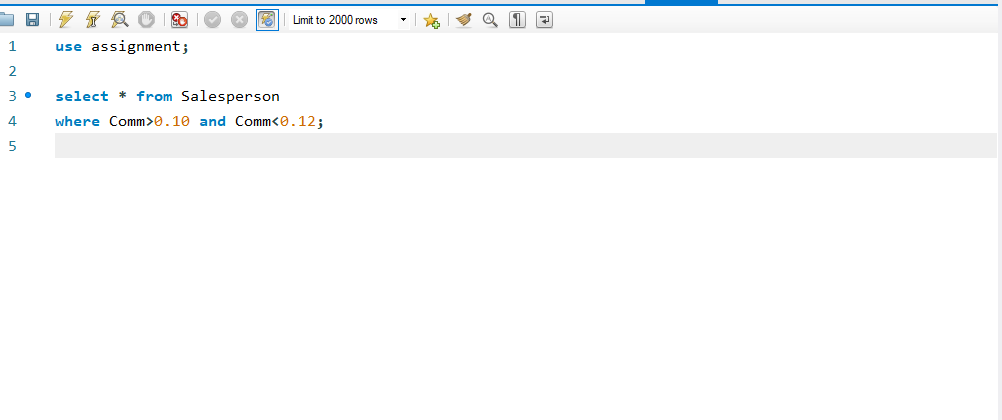 Limit to 2000 rows
1 use assignment;
2
3 select * from Salesperson
4 where Comm>0.10 and Comm<0.12;
5